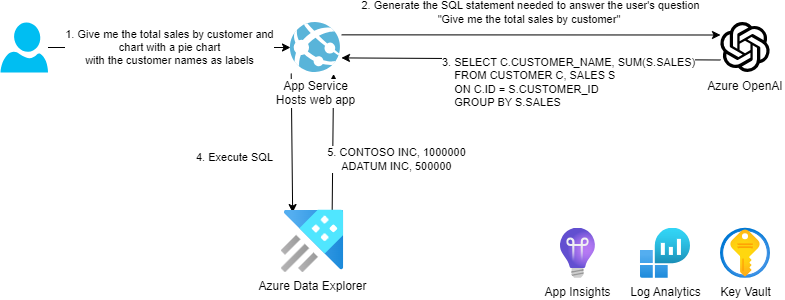 2. Generate the SQL statement needed to answer the user's question
"Give me the total sales by customer"
1. Give me the total sales by customer and
chart with a pie chart
with the customer names as labels
3. SELECT C.CUSTOMER_NAME, SUM(S.SALES)
FROM CUSTOMER C, SALES S
ON C.ID = S.CUSTOMER_ID
GROUP BY S.SALES
App Service
Hosts web app
Azure OpenAI
4. Execute SQL
5. CONTOSO INC, 1000000
ADATUM INC, 500000
Azure Data Explorer
App Insights
Log Analytics
Key Vault